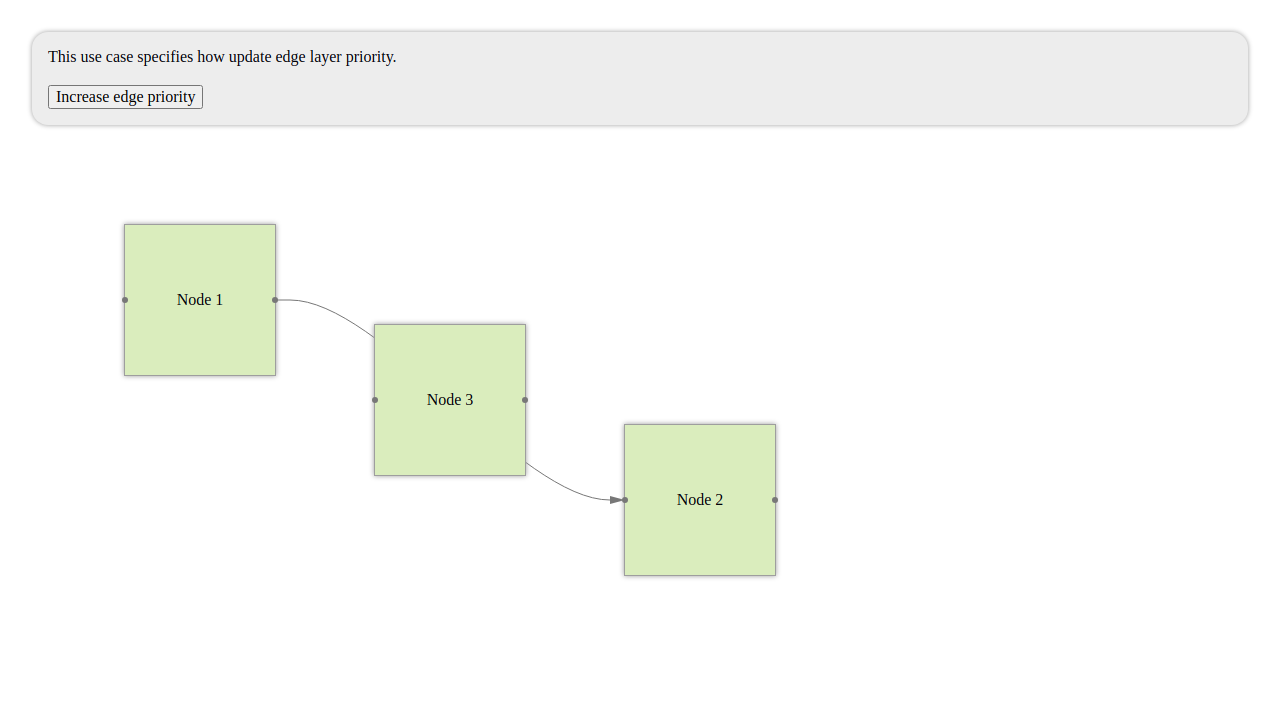 This use case specifies how update edge layer priority.
Increase edge priority
Node 1
Node 3
Node 2